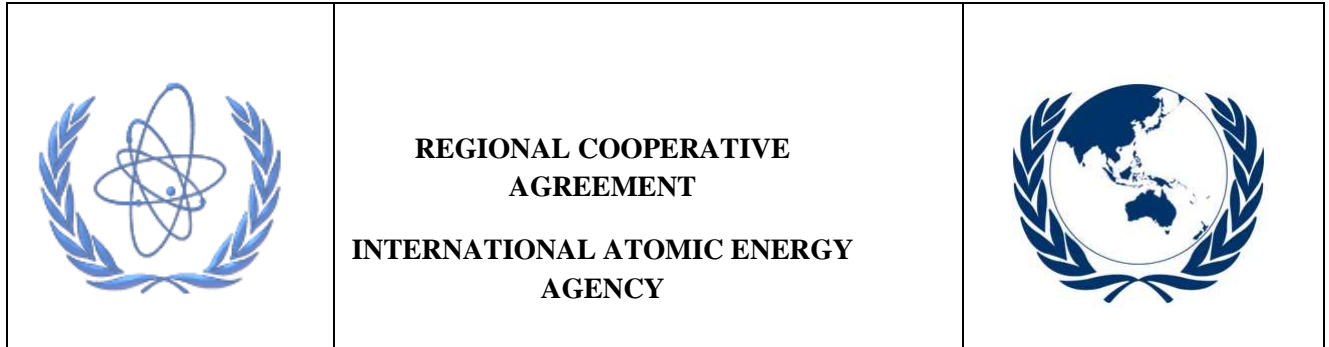 REGIONAL COOPERATIVE
AGREEMENT
INTERNATIONAL ATOMIC ENERGY
AGENCY